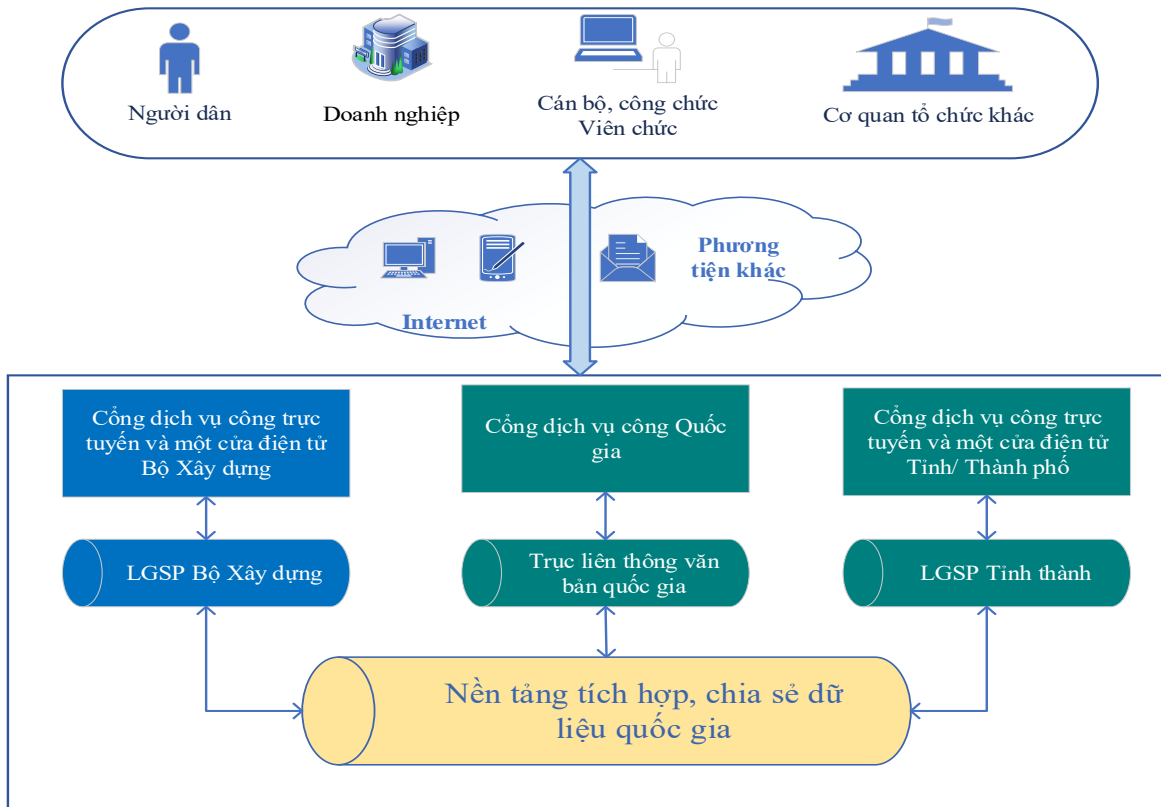 Người dân
Doanh nghiệp
Cán bộ, công chức
Viên chức
Cơ quan tổ chức khác
Phương
tiện khác
Internet
Cổng dịch vụ công trực
tuyến và một cửa điện tử
Bộ Xây dựng
Cổng dịch vụ công Quốc
gia
Cổng dịch vụ công trực
tuyến và một cửa điện tử
Tỉnh/ Thành phố
LGSP Bộ Xây dựng
Trục liên thông văn
bản quốc gia
LGSP Tỉnh thành
Nền tảng tích hợp, chia sẻ dữ
liệu quốc gia